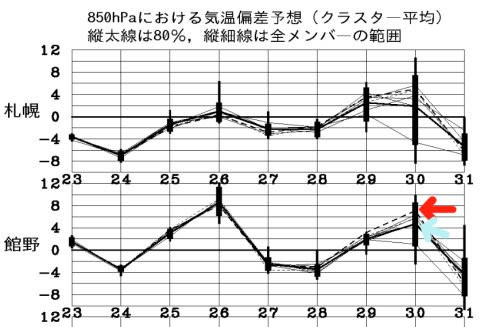 850hPaにおける気温偏差予想（クラスター平均）
縦太線は80％，縦細線は全メンバーの範囲
札幌
12
8
4
0
-4
-8
23 24 25 26 27 28 29 30 31
館野
12
8
4
0
-4
-8
-12
23 24 25 26 27 28 29 30 31